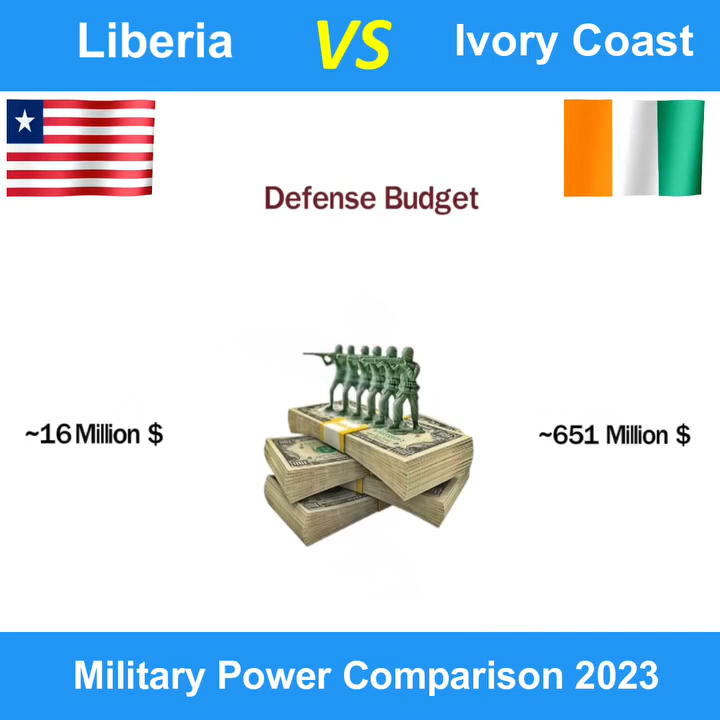 Liberia VS Ivory Coast
Defense Budget
~16 Million $
~651 Million $
Military Power Comparison 2023